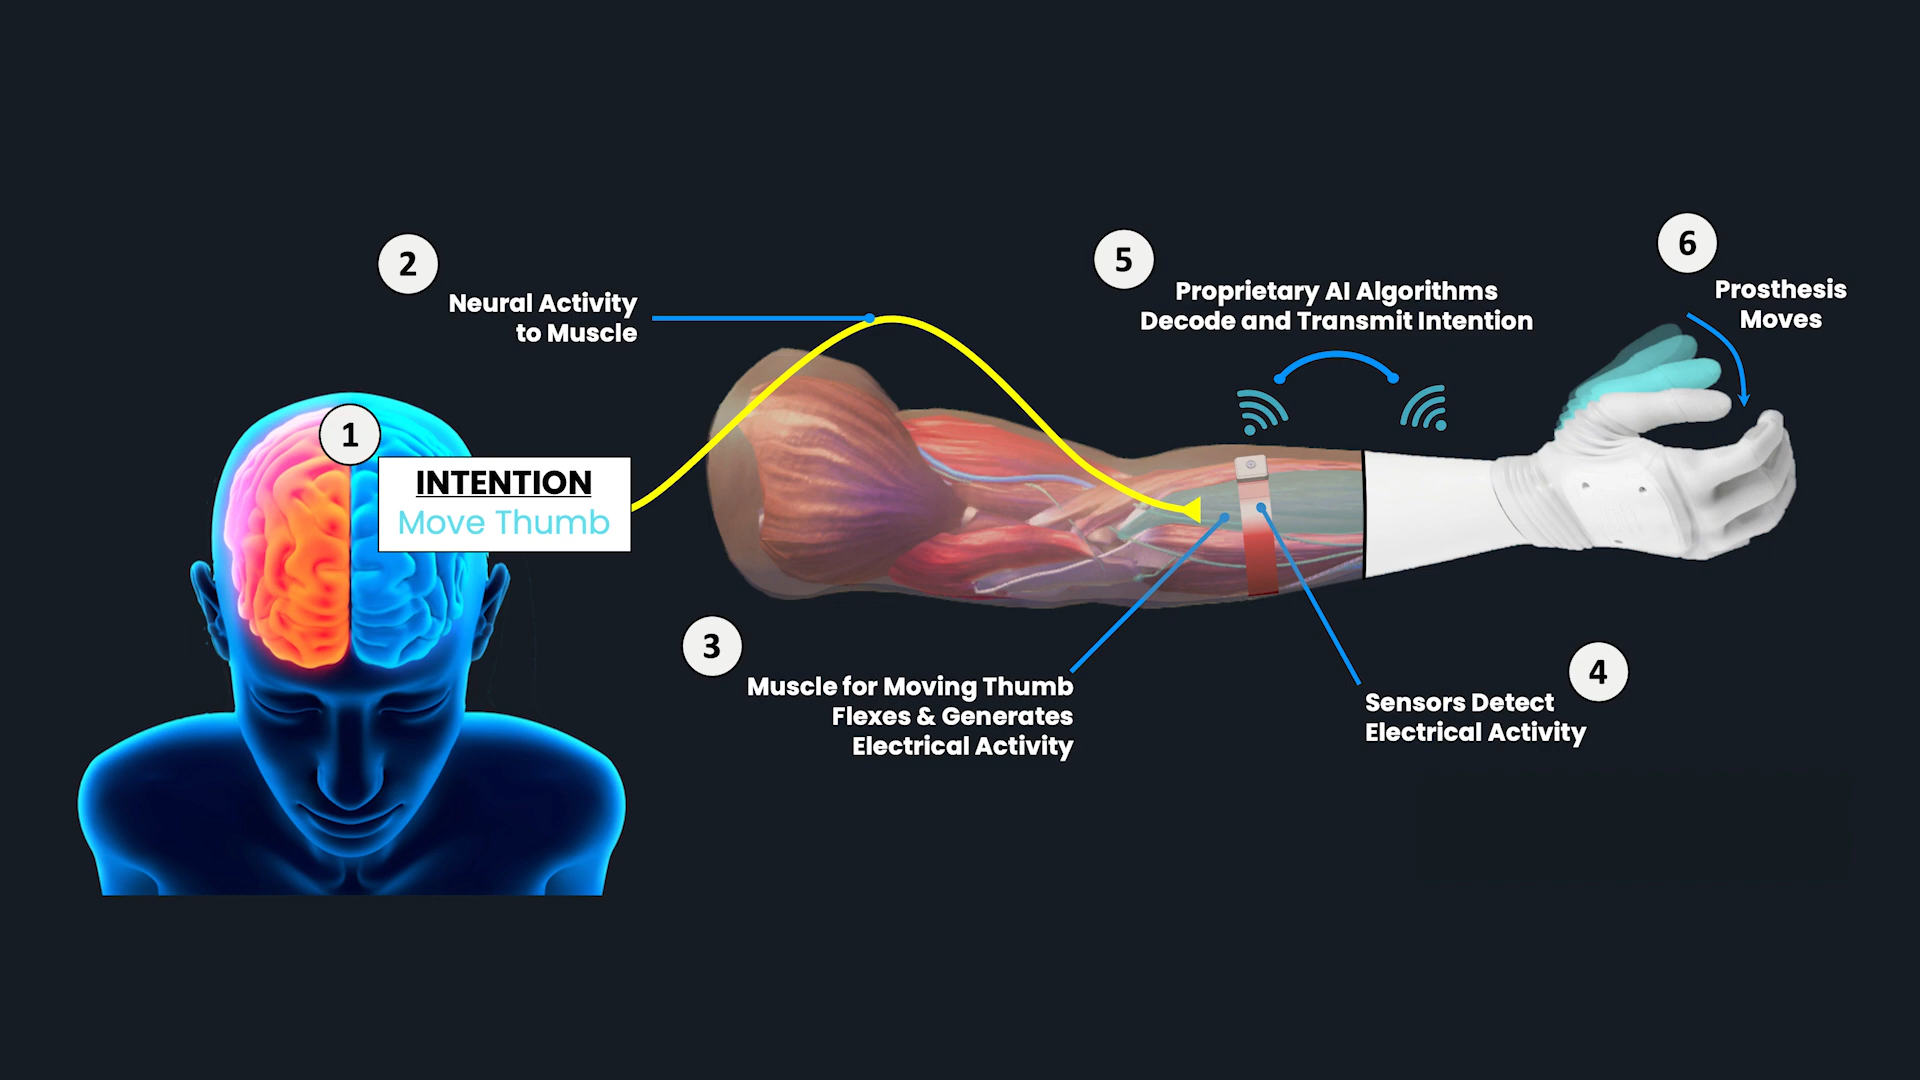 1
INTENTION
Move Thumb
2
Neural Activity
to Muscle
3
Muscle for Moving Thumb
Flexes & Generates
Electrical Activity
4
Sensors Detect
Electrical Activity
5
Proprietary AI Algorithms
Decode and Transmit Intention
6
Prosthesis
Moves